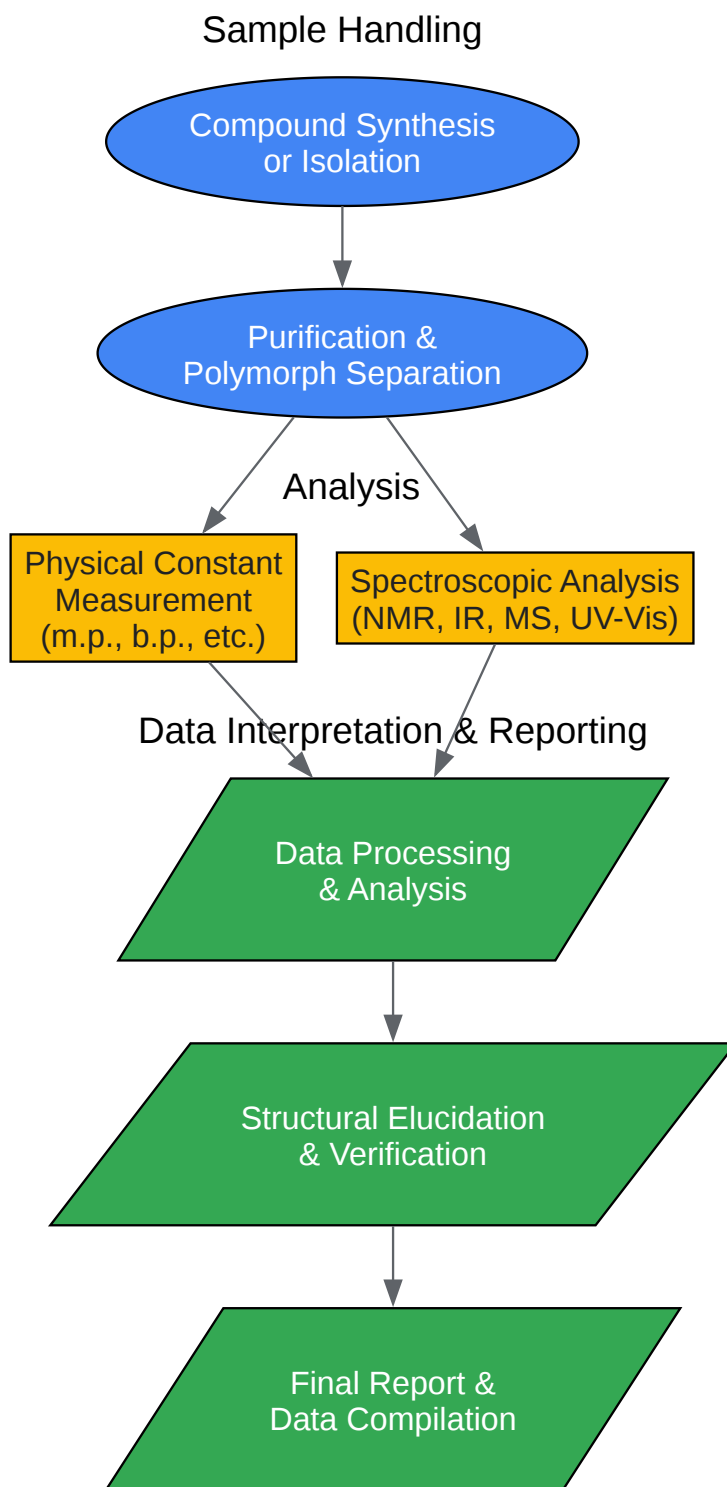 Sample Handling
Compound Synthesis
or Isolation
Purification &
Polymorph Separation
Analysis
Physical Constant
Measurement
(m.p., b.p., etc.)
Spectroscopic Analysis
(NMR, IR, MS, UV-Vis)
Data Interpretation & Reporting
Data Processing
& Analysis
Structural Elucidation
& Verification
Final Report &
Data Compilation